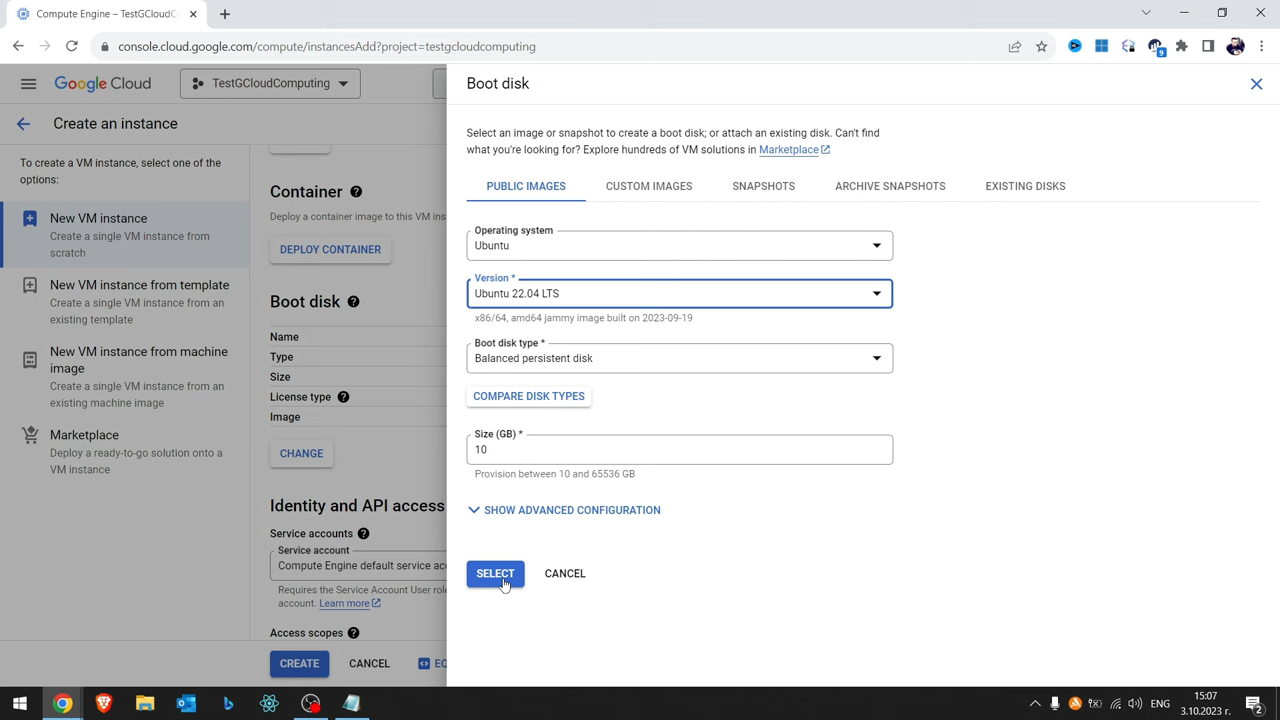 Compute Engine – TestGCloudC
console.cloud.google.com/compute/instancesAdd?project=testgcloudcomputing
9
Google Cloud
TestGCloudComputing
Create an instance
To create a VM instance, select one of the
options:
New VM instance
Create a single VM instance from
scratch
New VM instance from template
Create a single VM instance from an
existing template
New VM instance from machine
image
Create a single VM instance from an
existing machine image
Marketplace
Deploy a ready-to-go solution onto a
VM instance
Container
Deploy a container image to this VM ins
DEPLOY CONTAINER
Boot disk
Name
Type
Size
License type
Image
CHANGE
Identity and API access
Service accounts
Service account
Compute Engine default service acc
Requires the Service Account User role
account. Learn more
Access scopes
CREATE
CANCEL
EQ
Boot disk
Select an image or snapshot to create a boot disk; or attach an existing disk. Can't find
what you're looking for? Explore hundreds of VM solutions in Marketplace
PUBLIC IMAGES
CUSTOM IMAGES
SNAPSHOTS
ARCHIVE SNAPSHOTS
EXISTING DISKS
Operating system
Ubuntu
Version *
Ubuntu 22.04 LTS
x86/64, amd64 jammy image built on 2023-09-19
Boot disk type *
Balanced persistent disk
COMPARE DISK TYPES
Size (GB) *
10
Provision between 10 and 65536 GB
SHOW ADVANCED CONFIGURATION
SELECT
CANCEL
ENG
15:07
3.10.2023 г.
2